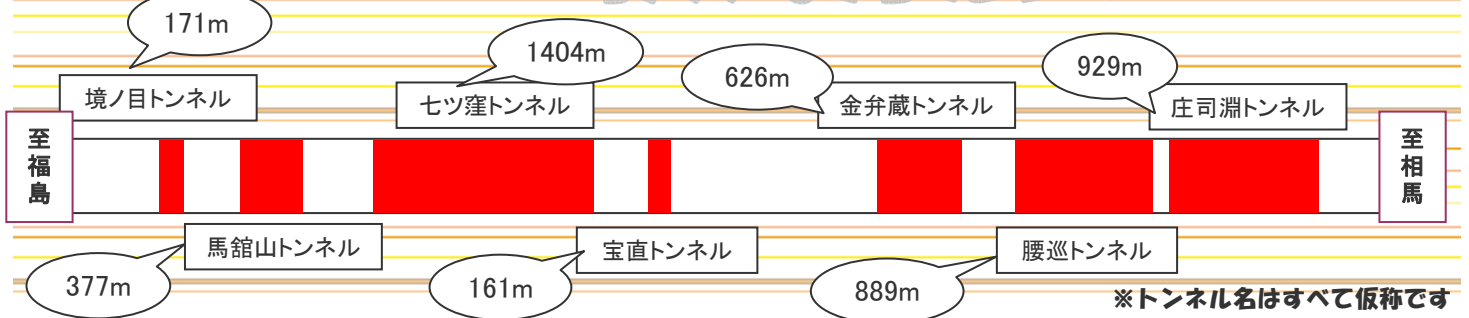 171m
1404m
626m
929m
境ノ目トンネル
七ツ窪トンネル
金弁蔵トンネル
庄司淵トンネル
至福島
至相馬
馬舘山トンネル
宝直トンネル
腰巡トンネル
377m
161m
889m
※トンネル名はすべて仮称です